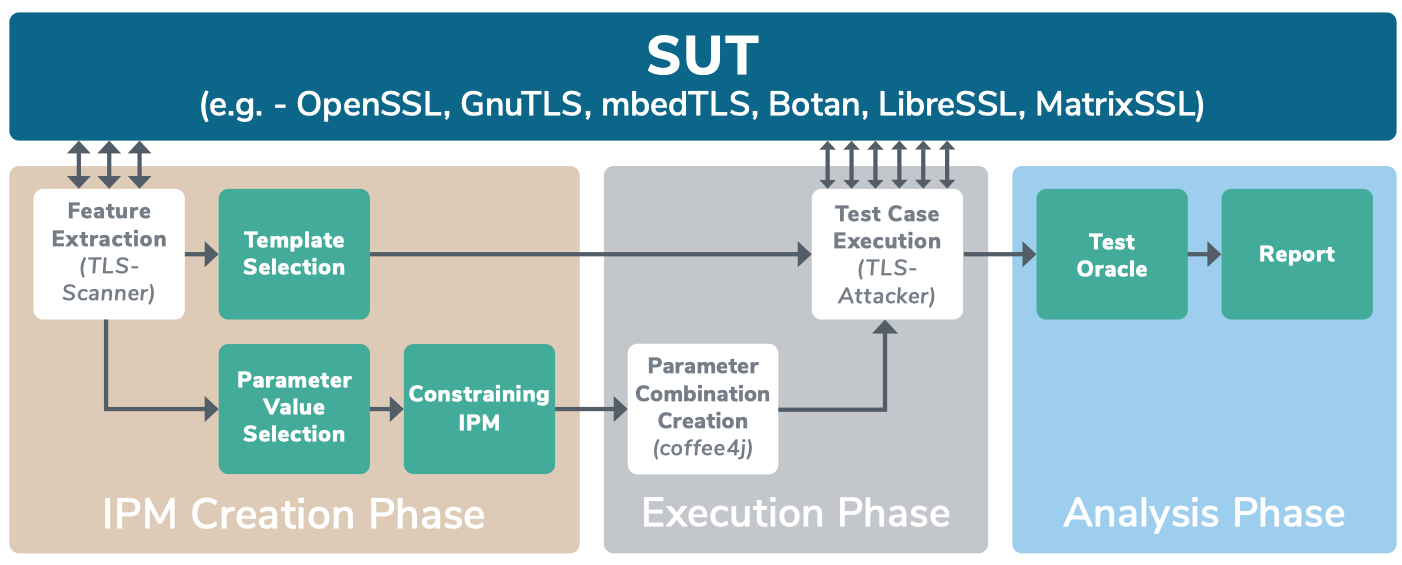 SUT
(e.g. - OpenSSL, GnuTLS, mbedTLS, Botan, LibreSSL, MatrixSSL)
Feature
Extraction
(TLS-
Scanner)
Template
Selection
Parameter
Value
Selection
Constraining
IPM
IPM Creation Phase
Test Case
Execution
(TLS-
Attacker)
Parameter
Combination
Creation
(coffee4j)
Execution Phase
Test
Oracle
Report
Analysis Phase